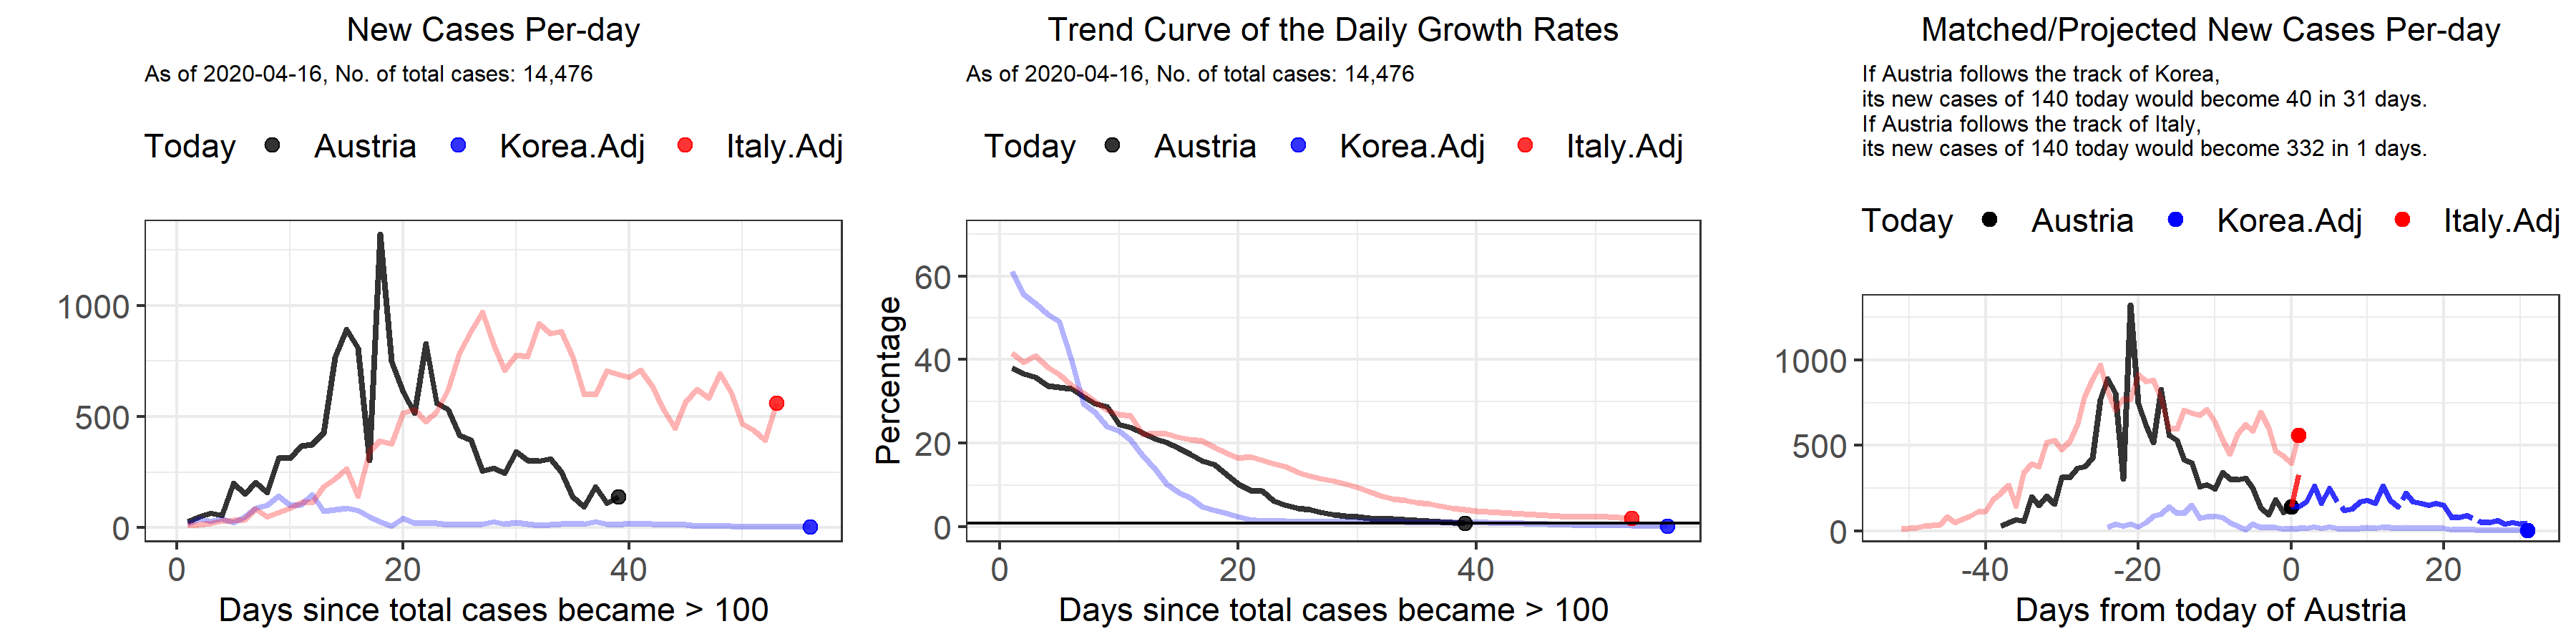 New Cases Per-day
As of 2020-04-16, No. of total cases: 14,476
Today Austria Korea.Adj Italy.Adj
1000
500
0
0 20 40
Days since total cases became > 100
Trend Curve of the Daily Growth Rates
As of 2020-04-16, No. of total cases: 14,476
Today Austria Korea.Adj Italy.Adj
Percentage
60
40
20
0
0 20 40
Days since total cases became > 100
Matched/Projected New Cases Per-day
If Austria follows the track of Korea,
its new cases of 140 today would become 40 in 31 days.
If Austria follows the track of Italy,
its new cases of 140 today would become 332 in 1 days.
Today Austria Korea.Adj Italy.Adj
1000
500
0
-40 -20 0 20
Days from today of Austria